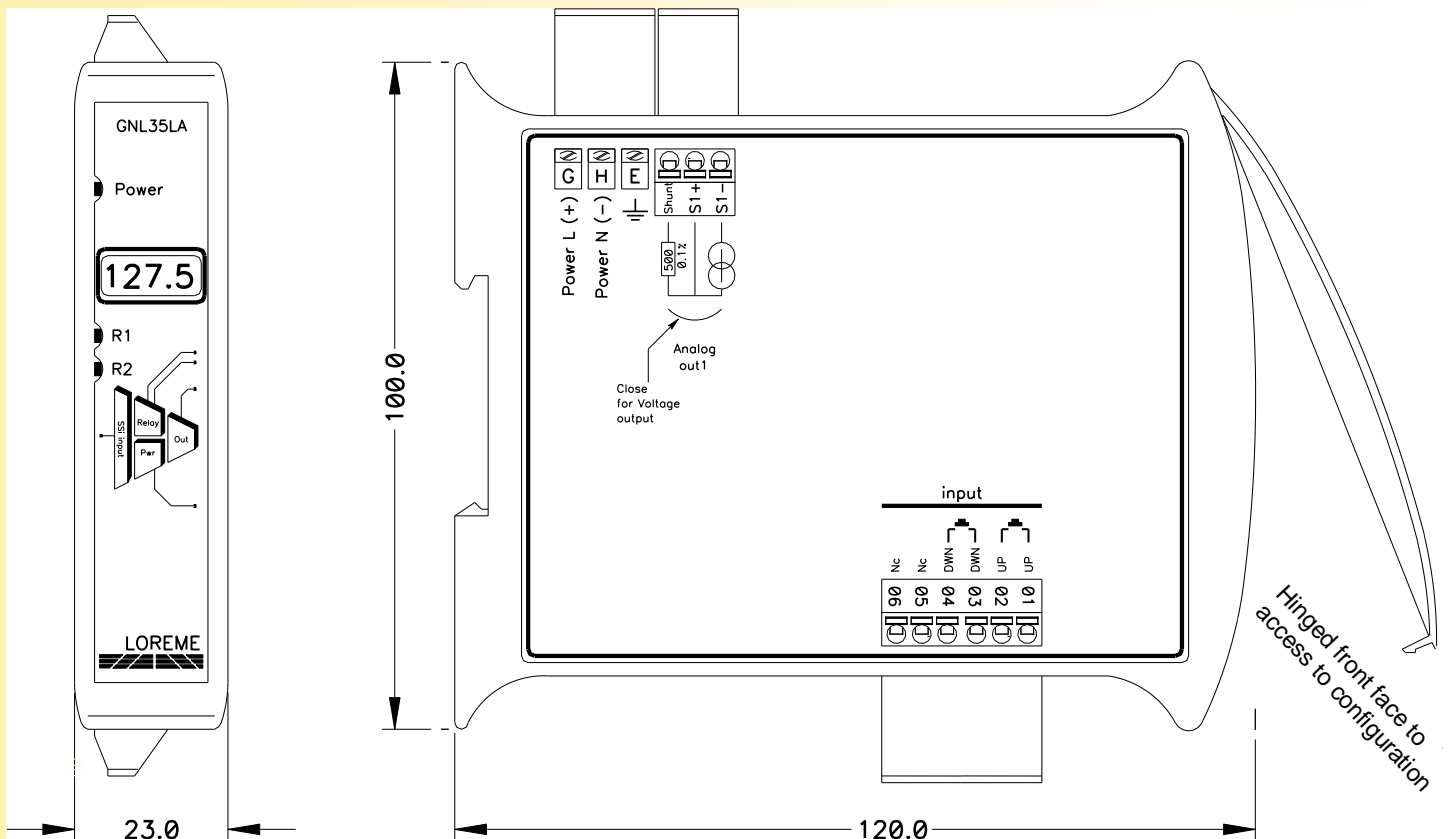 GNL35LA
Power
127.5
R1
R2
SSi input
Relay
Pwr
Out
LOREME
23.0
100.0
G
H
E
Shunt
S1+
S1-
Power L (+)
Power N (-)
500
0.1%
Analog
out1
Close
for Voltage
output
input
Nc
Nc
DWN
DWN
UP
UP
06
05
04
03
02
01
Hinged front face to
access to configuration
120.0